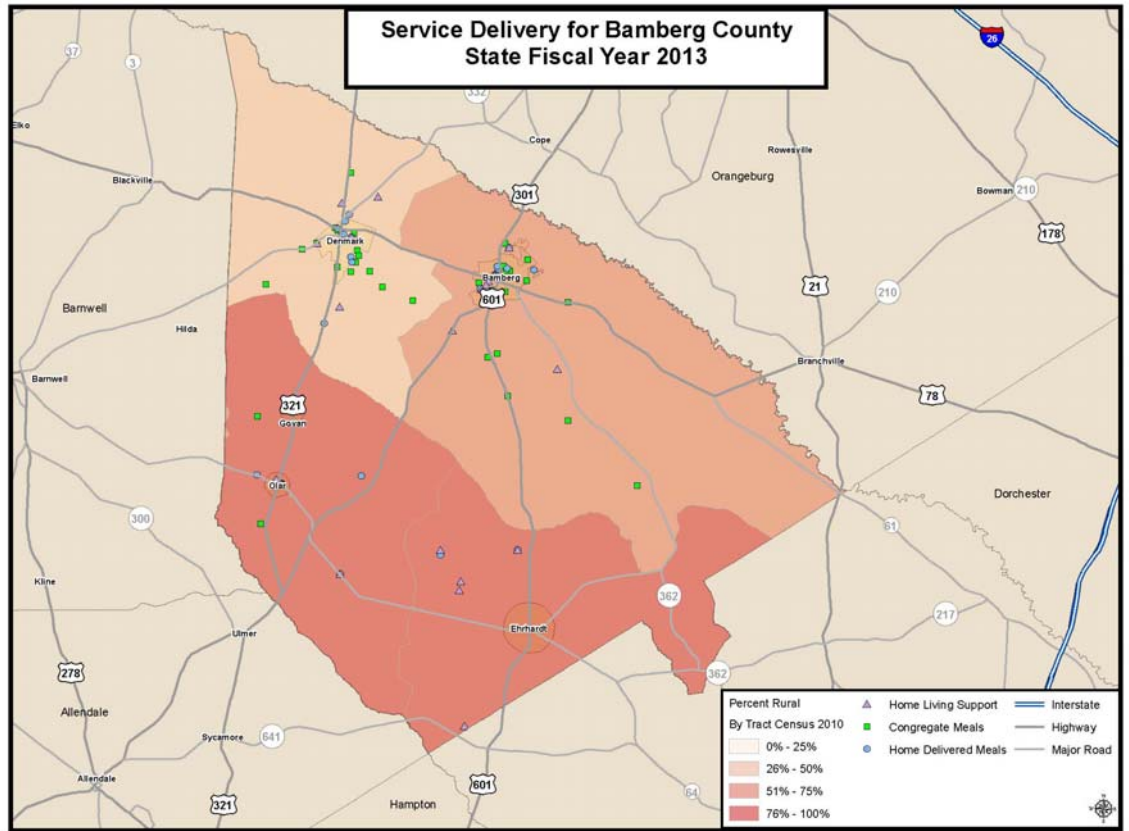 Service Delivery for Bamberg County
State Fiscal Year 2013
26
37
3
332
Elko
Cope
Rowesville
Blackville
Orangeburg
301
Bowman
210
178
Denmark
Bamberg
601
21
210
Barnwell
Hilda
Branchville
Barnwell
78
321
Govan
Olar
Dorchester
300
61
Kline
362
217
Ulmer
Ehrhardt
278
362
Allendale
Sycamore
641
Allendale
321
Hampton
601
64
Percent Rural
By Tract Census 2010
0% - 25%
26% - 50%
51% - 75%
76% - 100%
Home Living Support
Congregate Meals
Home Delivered Meals
Interstate
Highway
Major Road